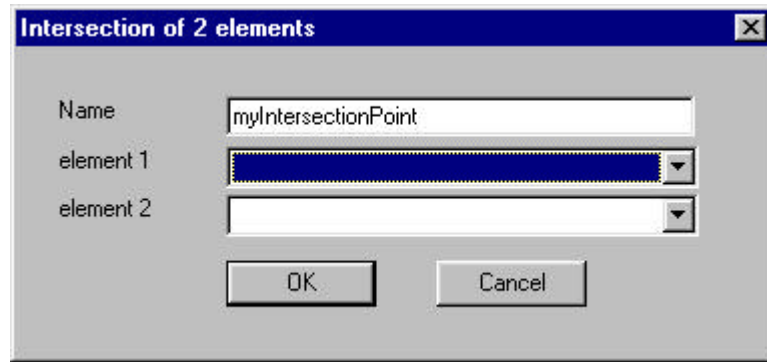 Intersection of 2 elements
Name
myIntersectionPoint
element 1
element 2
OK
Cancel